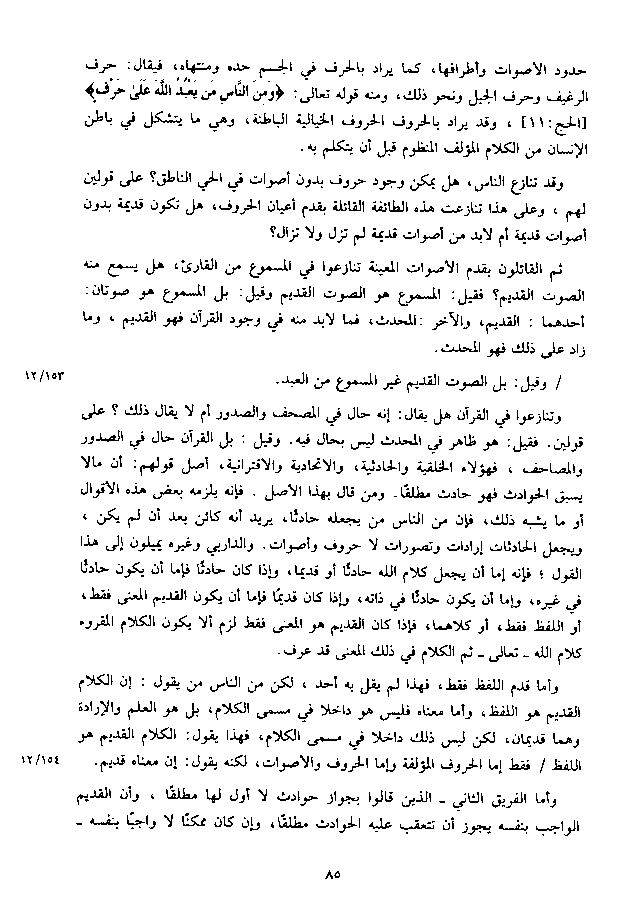 حدود الأصوات وأطرافها، كما يراد بالحرف في الجسم حده ومنتهاه، فيقال: حرف
الرغيف وحرف الجبل ونحو ذلك، ومنه قوله تعالى: ﴿وَمِنَ النَّاسِ مَن يَعْبُدُ اللَّهَ عَلَىٰ حَرْفٍ﴾
[الحج: ١١] ، وقد يراد بالحروف الحروف الخيالية الباطنة، وهي ما يتشكل في باطن
الإنسان من الكلام المؤلف المنظوم قبل أن يتكلم به.
وقد تنازع الناس، هل يمكن وجود حروف بدون أصوات في الحي الناطق؟ على قولين
لهم ، وعلى هذا تنازعت هذه الطائفة القائلة بقدم أعيان الحروف، هل تكون قديمة بدون
أصوات قديمة أم لابد من أصوات قديمة لم تزل ولا تزال؟
ثم القائلون بقدم الأصوات المعينة تنازعوا في المسموع من القارئ، هل يسمع منه
الصوت القديم؟ فقيل: المسموع هو الصوت القديم وقيل: بل المسموع هو صوتان:
أحدهما : القديم، والآخر :المحدث، فما لابد منه في وجود القرآن فهو القديم ، وما
زاد على ذلك فهو المحدث.
/ وقيل: بل الصوت القديم غير المسموع من العبد.
١٢/١٥٣
وتنازعوا في القرآن هل يقال: إنه حال في المصحف والصدور أم لا يقال ذلك ؟ على
قولين. فقيل: هو ظاهر في المحدث ليس بحال فيه. وقيل : بل القرآن حال في الصدور
والمصاحف ، فهؤلاء الخلقية والحادثية، والاتحادية والاقترانية، أصل قولهم: أن مالا
يسبق الحوادث فهو حادث مطلقًا. ومن قال بهذا الأصل . فإنه يلزمه بعض هذه الأقوال
أو ما يشبه ذلك، فإن من الناس من يجعله حادثًا، يريد أنه كائن بعد أن لم يكن ،
ويجعل الحادثات إرادات وتصورات لا حروف وأصوات. والداربي وغيره يميلون إلى هذا
القول ؛ فإنه إما أن يجعل كلام الله حادثًا أو قديمًا، وإذا كان حادثًا فإما أن يكون حادثًا
في غيره، وإما أن يكون حادثًا في ذاته، وإذا كان قديمًا فإما أن يكون القديم المعنى فقط،
أو اللفظ فقط، أو كلاهما، فإذا كان القديم هو المعنى فقط لزم ألا يكون الكلام المقروء
كلام الله ـ تعالى ـ ثم الكلام في ذلك المعنى قد عرف.
وأما قدم اللفظ فقط، فهذا لم يقل به أحد ، لكن من الناس من يقول : إن الكلام
القديم هو اللفظ، وأما معناه فليس هو داخلا في مسمى الكلام، بل هو العلم والإرادة
وهما قديمان، لكن ليس ذلك داخلا في مسمى الكلام، فهذا يقول: الكلام القديم هو
اللفظ / فقط إما الحروف المؤلفة وإما الحروف والأصوات، لكنه يقول: إن معناه قديم.
١٢/١٥٤
وأما الفريق الثاني ـ الذين قالوا بجواز حوادث لا أول لها مطلقًا ، وأن القديم
الواجب بنفسه يجوز أن تتعقب عليه الحوادث مطلقًا، وإن كان ممكنًا لا واجبًا بنفسه ـ
٨٥